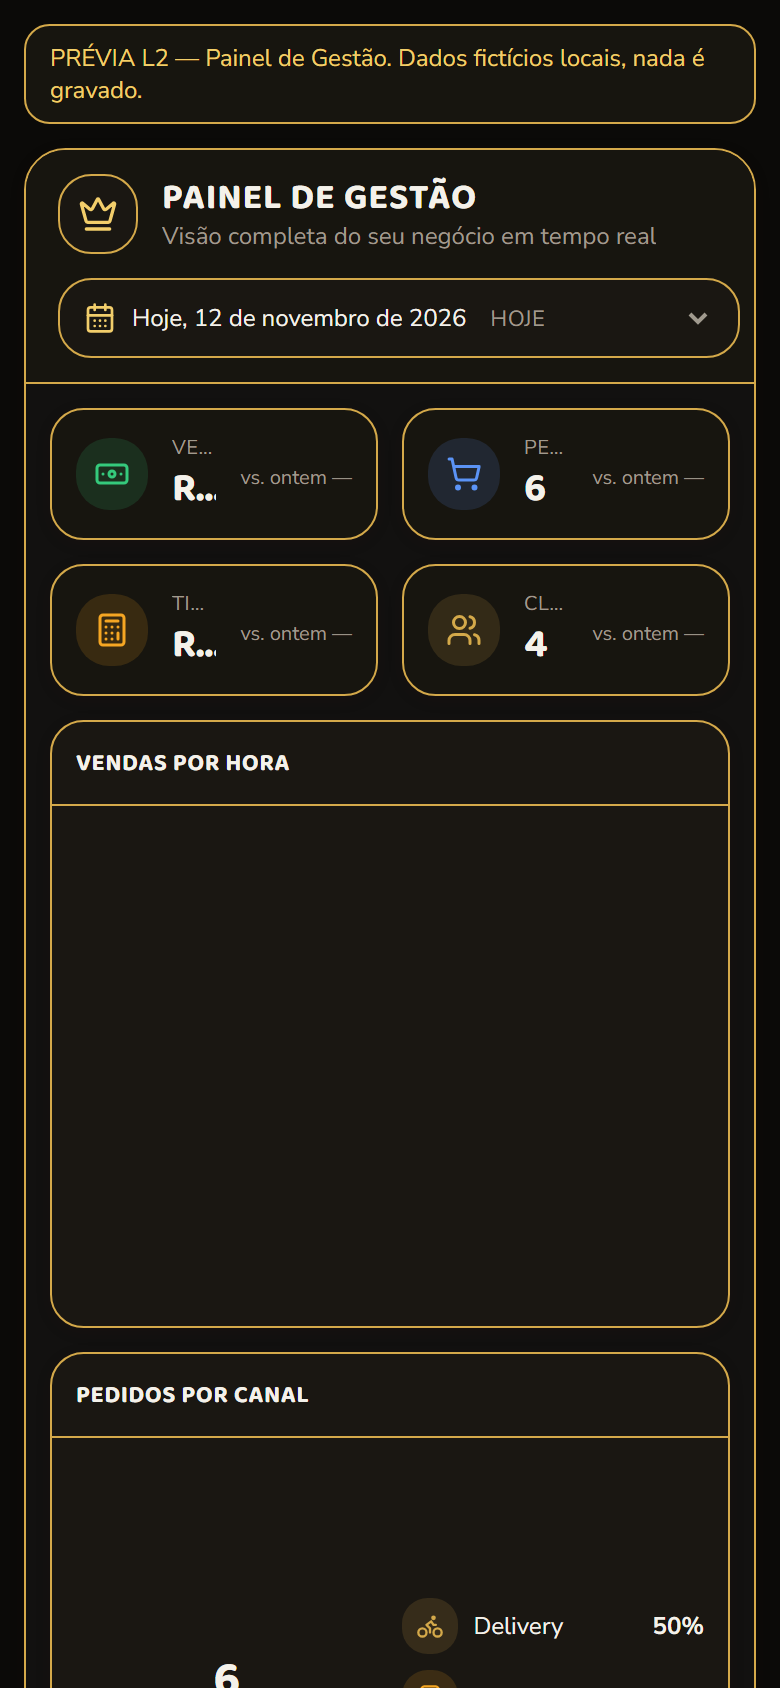 PRÉVIA L2 — Painel de Gestão. Dados fictícios locais, nada é
gravado.
PAINEL DE GESTÃO
Visão completa do seu negócio em tempo real
Hoje, 12 de novembro de 2026 HOJE
VE...
R...
vs. ontem —
PE...
6
vs. ontem —
TI...
R...
vs. ontem —
CL...
4
vs. ontem —
VENDAS POR HORA
PEDIDOS POR CANAL
Delivery 50%
6